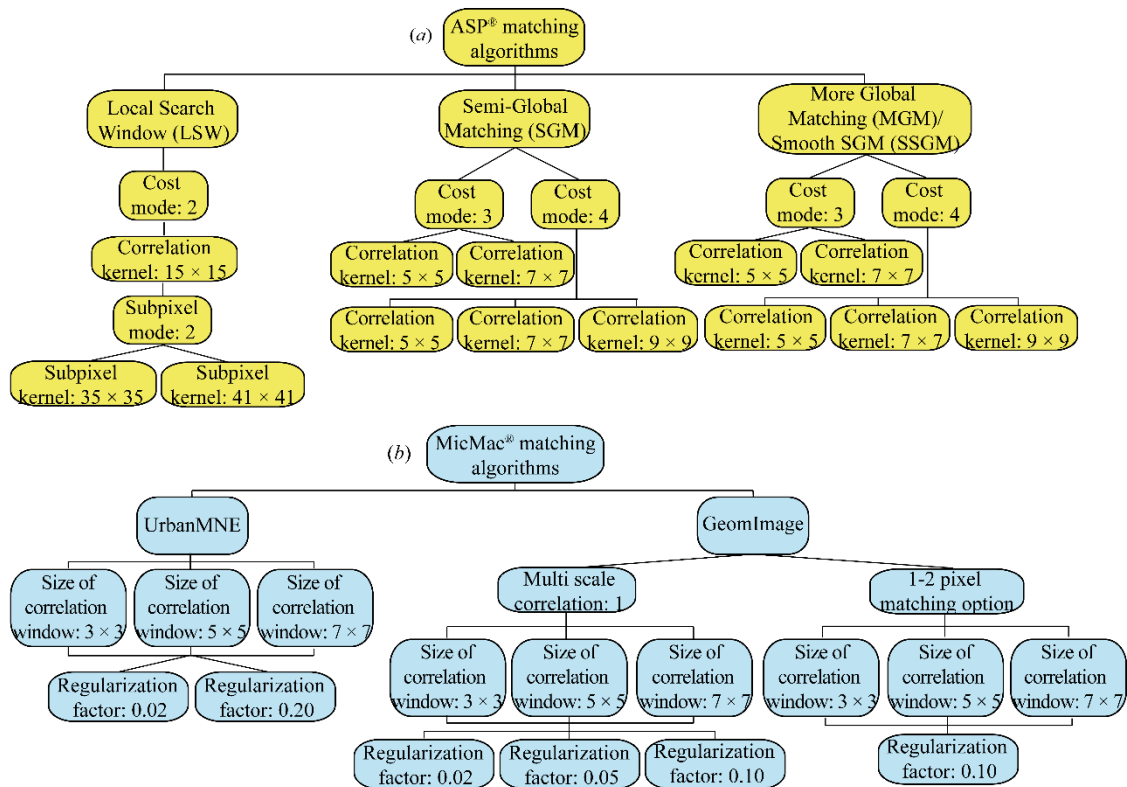 (a)
ASP® matching
algorithms
Local Search
Window (LSW)
Semi-Global
Matching (SGM)
More Global
Matching (MGM)/
Smooth SGM (SSGM)
Cost
mode: 2
Cost
mode: 3
Cost
mode: 4
Cost
mode: 3
Cost
mode: 4
Correlation
kernel: 15 × 15
Correlation
kernel: 5 × 5
Correlation
kernel: 7 × 7
Correlation
kernel: 5 × 5
Correlation
kernel: 7 × 7
Subpixel
mode: 2
Correlation
kernel: 5 × 5
Correlation
kernel: 7 × 7
Correlation
kernel: 9 × 9
Correlation
kernel: 5 × 5
Correlation
kernel: 7 × 7
Correlation
kernel: 9 × 9
Subpixel
kernel: 35 × 35
Subpixel
kernel: 41 × 41
(b)
MicMac® matching
algorithms
UrbanMNE
GeomImage
Size of
correlation
window: 3 × 3
Size of
correlation
window: 5 × 5
Size of
correlation
window: 7 × 7
Multi scale
correlation: 1
1-2 pixel
matching option
Regularization
factor: 0.02
Regularization
factor: 0.20
Size of
correlation
window: 3 × 3
Size of
correlation
window: 5 × 5
Size of
correlation
window: 7 × 7
Size of
correlation
window: 3 × 3
Size of
correlation
window: 5 × 5
Size of
correlation
window: 7 × 7
Regularization
factor: 0.02
Regularization
factor: 0.05
Regularization
factor: 0.10
Regularization
factor: 0.10